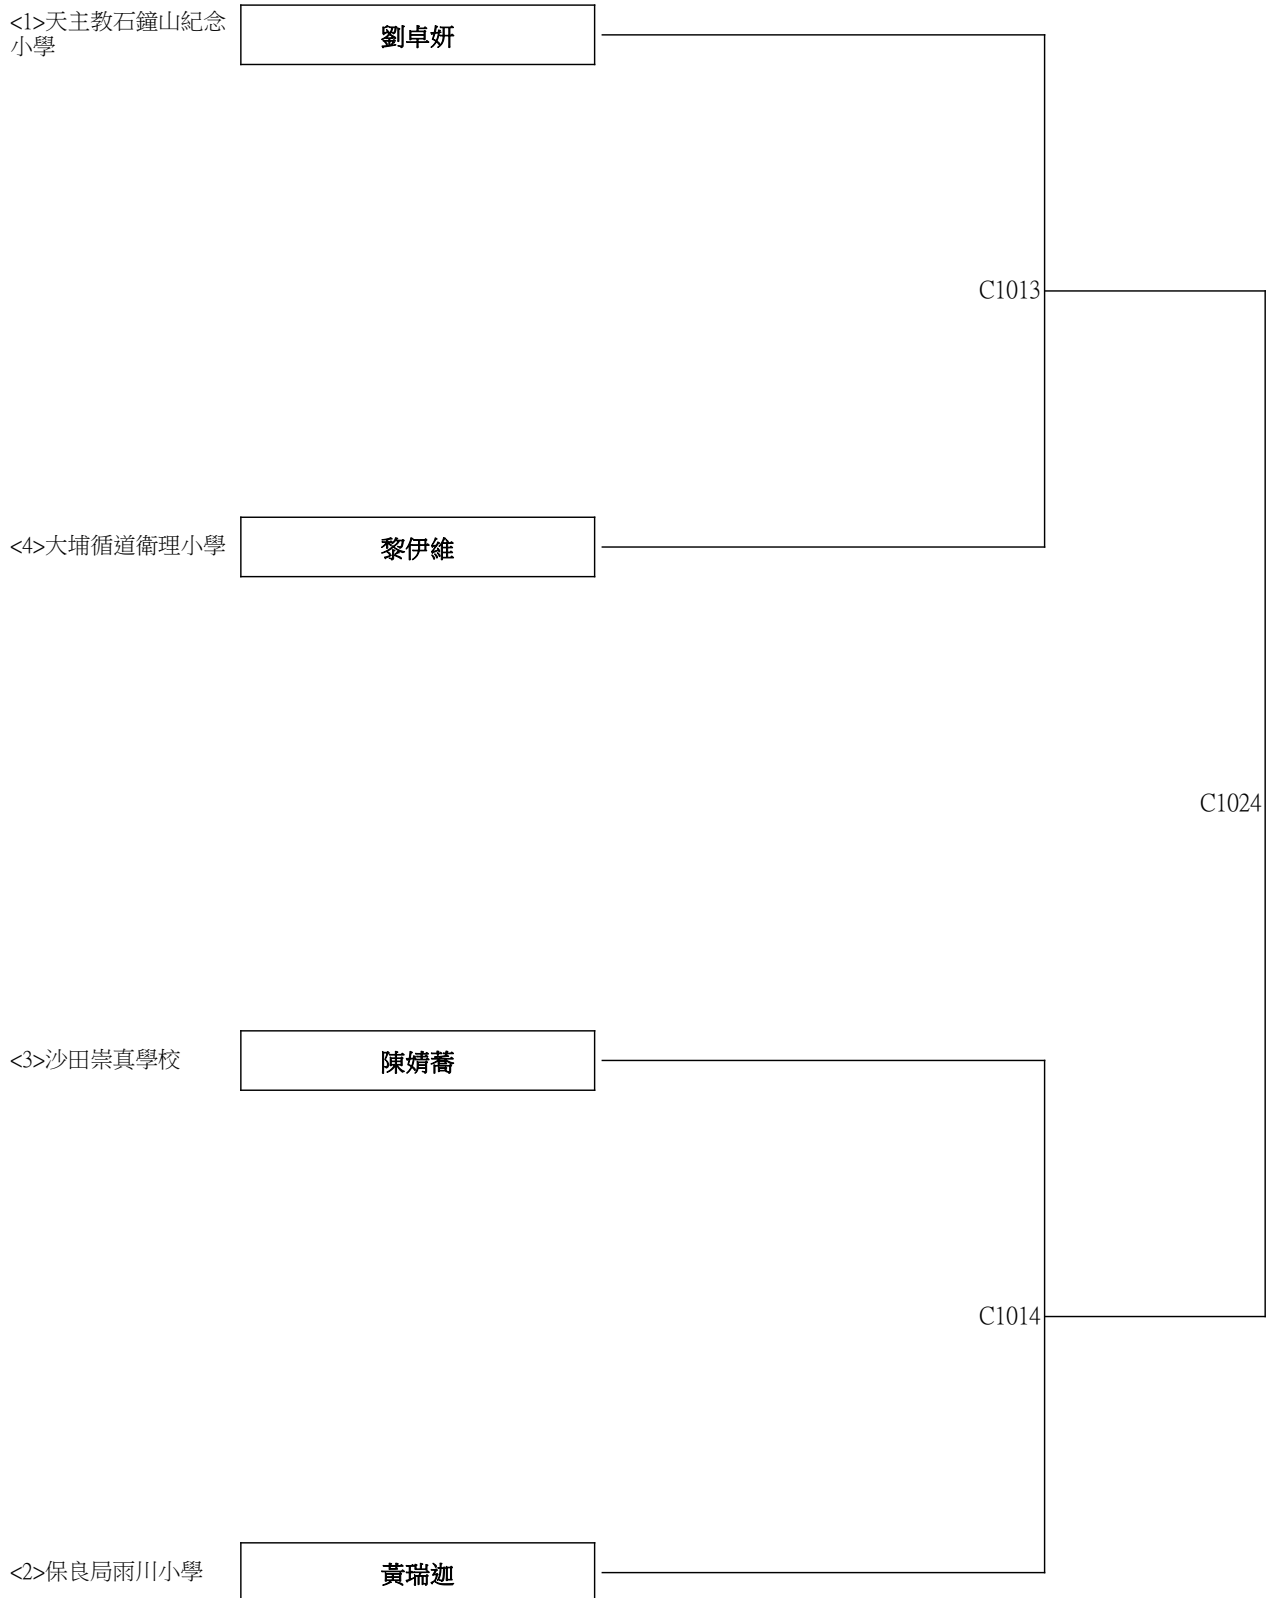 <1>天主教石鐘山紀念
小學
劉卓妍
C1013
<4>大埔循道衛理小學
黎伊維
C1024
<3>沙田崇真學校
陳婧蕎
C1014
<2>保良局雨川小學
黃瑞迦